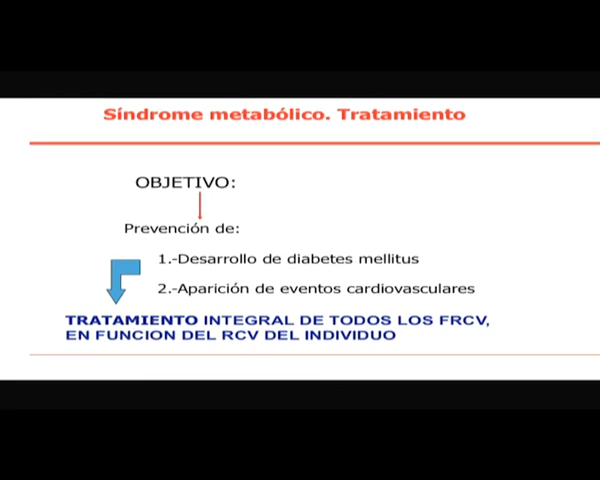 Síndrome metabólico. Tratamiento
OBJETIVO:
Prevención de:
1.-Desarrollo de diabetes mellitus
2.-Aparición de eventos cardiovasculares
TRATAMIENTO INTEGRAL DE TODOS LOS FRCV,
EN FUNCION DEL RCV DEL INDIVIDUO